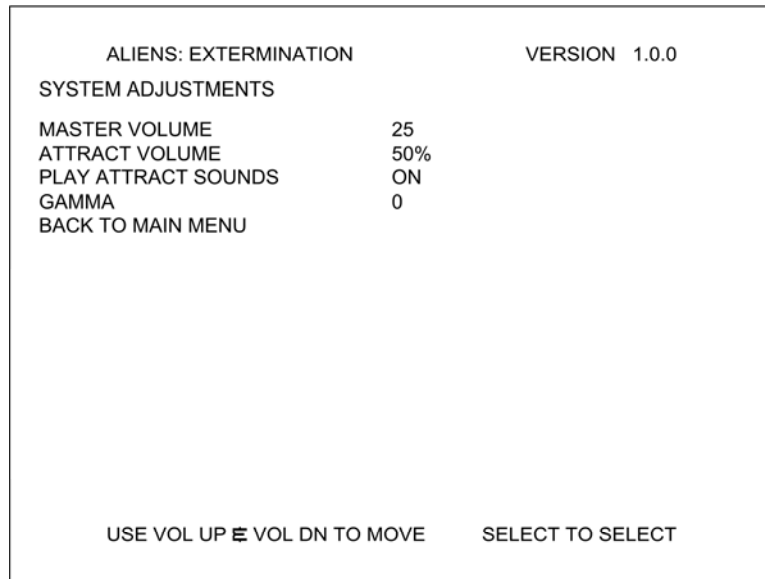 ALIENS: EXTERMINATION VERSION 1.0.0
SYSTEM ADJUSTMENTS
MASTER VOLUME 25
ATTRACT VOLUME 50%
PLAY ATTRACT SOUNDS ON
GAMMA 0
BACK TO MAIN MENU
USE VOL UP & VOL DN TO MOVE SELECT TO SELECT